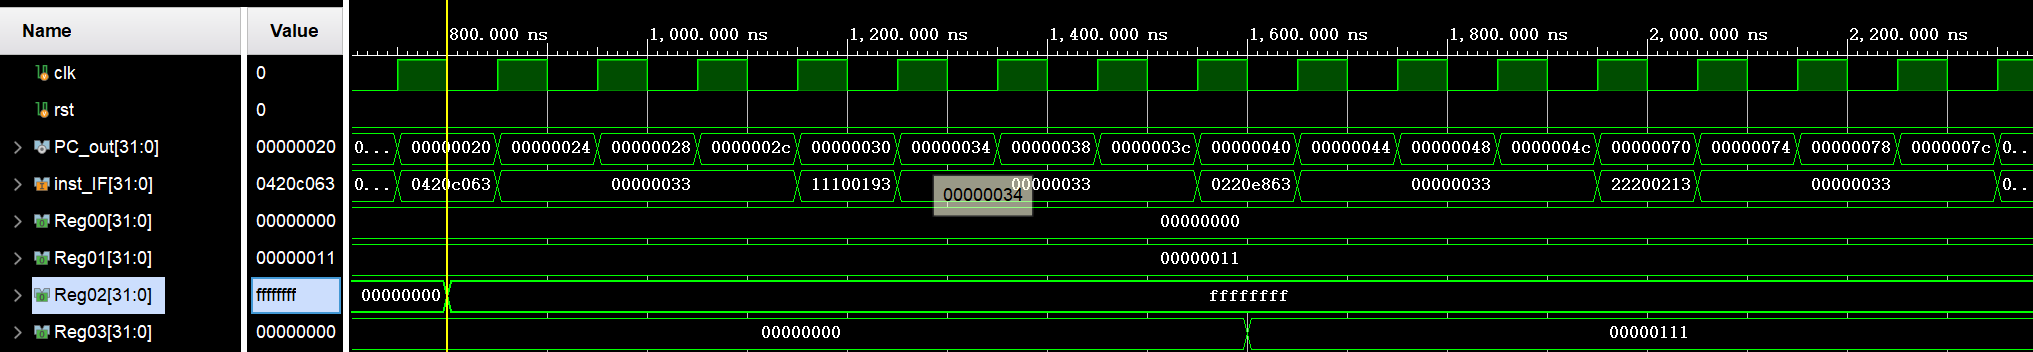 Name Value
800.000 ns 1,000.000 ns 1,200.000 ns 1,400.000 ns 1,600.000 ns 1,800.000 ns 2,000.000 ns 2,200.000 ns
clk 0
rst 0
PC_out[31:0] 00000020 0... 00000020 00000024 00000028 0000002c 00000030 00000034 00000038 0000003c 00000040 00000044 00000048 0000004c 00000070 00000074 00000078 0000007c 0...
inst_IF[31:0] 0420c063 0... 0420c063 00000033 11100193 00000033 0220e863 00000033 22200213 00000033 0...
00000034
Reg00[31:0] 00000000 00000000
Reg01[31:0] 00000011 00000011
Reg02[31:0] ffffffff 00000000 ffffffff
Reg03[31:0] 00000000 00000000 00000111